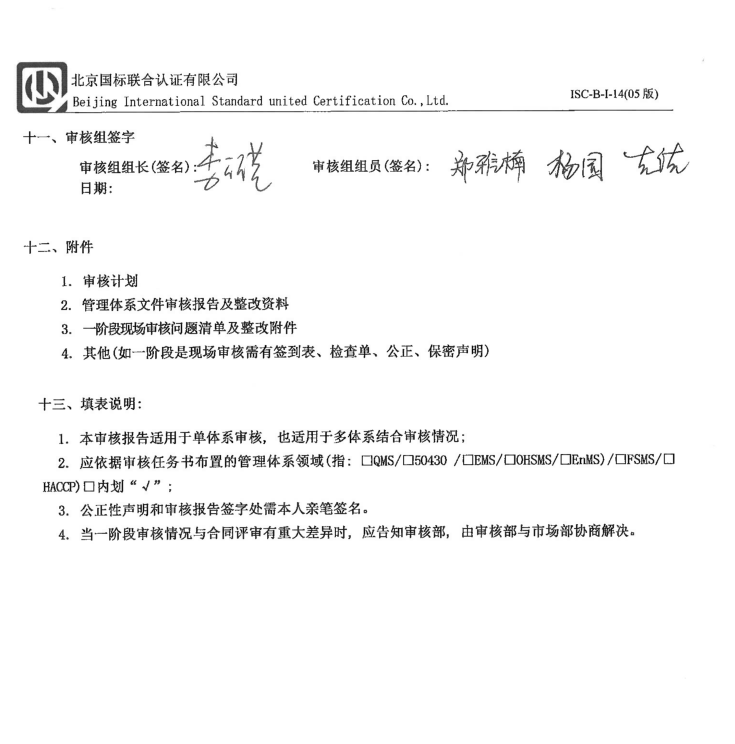 北京国标联合认证有限公司
Beijing International Standard united Certification Co.,Ltd.
ISC-B-I-14(05 版)
十一、审核组签字
审核组组长(签名): 审核组组员(签名): 郑雅楠 杨园
日期:
十二、附件
1. 审核计划
2. 管理体系文件审核报告及整改资料
3. 一阶段现场审核问题清单及整改附件
4. 其他(如一阶段是现场审核需有签到表、检查单、公正、保密声明)
十三、填表说明:
1. 本审核报告适用于单体系审核, 也适用于多体系结合审核情况;
2. 应依据审核任务书布置的管理体系领域(指: □QMS/□50430 /□EMS/□OHSMS/□EnMS)/□FSMS/□
HACCP)□内划“√”;
3. 公正性声明和审核报告签字处需本人亲笔签名。
4. 当一阶段审核情况与合同评审有重大差异时, 应告知审核部, 由审核部与市场部协商解决。